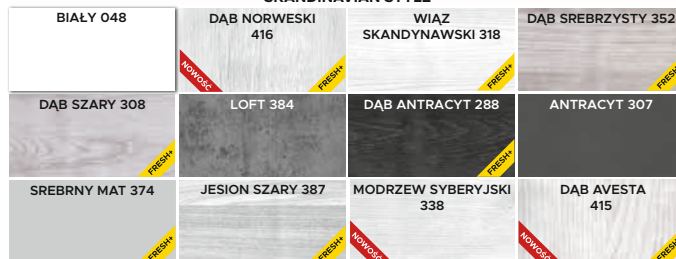 BIAŁY 048
DĄB NORWESKI
416
NOWOŚĆ
FRESH+
WIĄZ
SKANDYNAWSKI 318
FRESH+
DĄB SREBRZYSTY 352
FRESH+
DĄB SZARY 308
FRESH+
LOFT 384
DĄB ANTRACYT 288
FRESH+
ANTRACYT 307
SREBRNY MAT 374
FRESH+
JESION SZARY 387
FRESH+
MODRZEW SYBERYJSKI
338
NOWOŚĆ
DĄB AVESTA
415
NOWOŚĆ
FRESH+